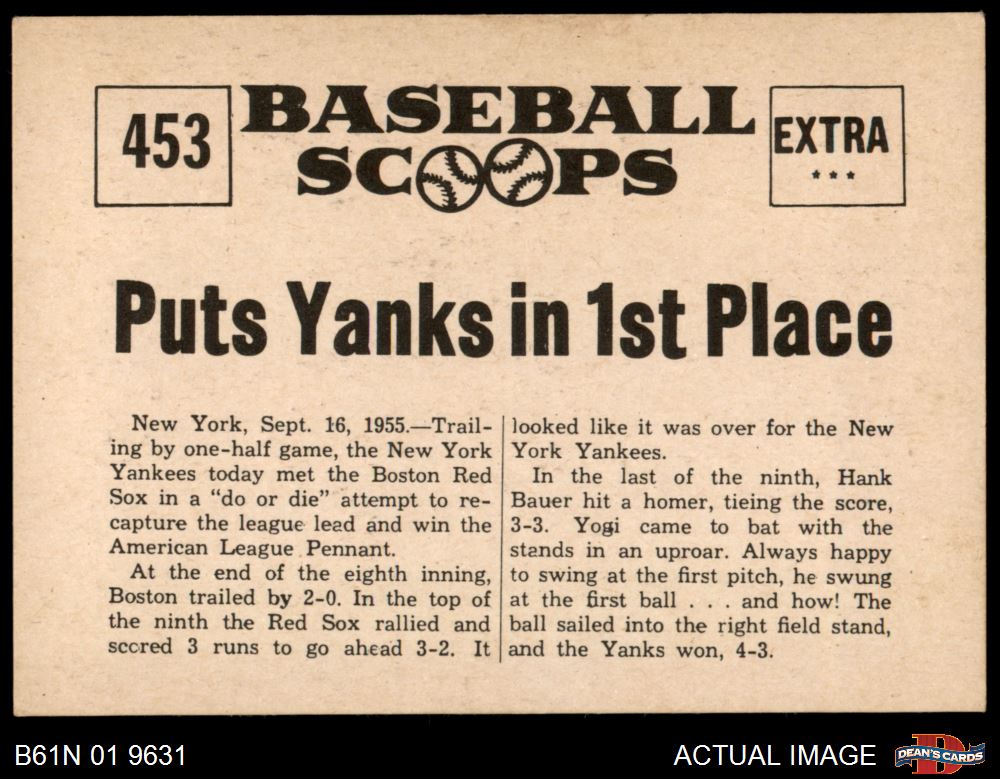 453
BASEBALL
SCOOPS
EXTRA
***
Puts Yanks in 1st Place
New York, Sept. 16, 1955.—Trail-
ing by one-half game, the New York
Yankees today met the Boston Red
Sox in a “do or die” attempt to re-
capture the league lead and win the
American League Pennant.
At the end of the eighth inning,
Boston trailed by 2-0. In the top of
the ninth the Red Sox rallied and
scored 3 runs to go ahead 3-2. It
looked like it was over for the New
York Yankees.
In the last of the ninth, Hank
Bauer hit a homer, tieing the score,
3-3. Yogi came to bat with the
stands in an uproar. Always happy
to swing at the first pitch, he swung
at the first ball . . . and how! The
ball sailed into the right field stand,
and the Yanks won, 4-3.
B61N 01 9631
ACTUAL IMAGE
DEAN'S CARDS